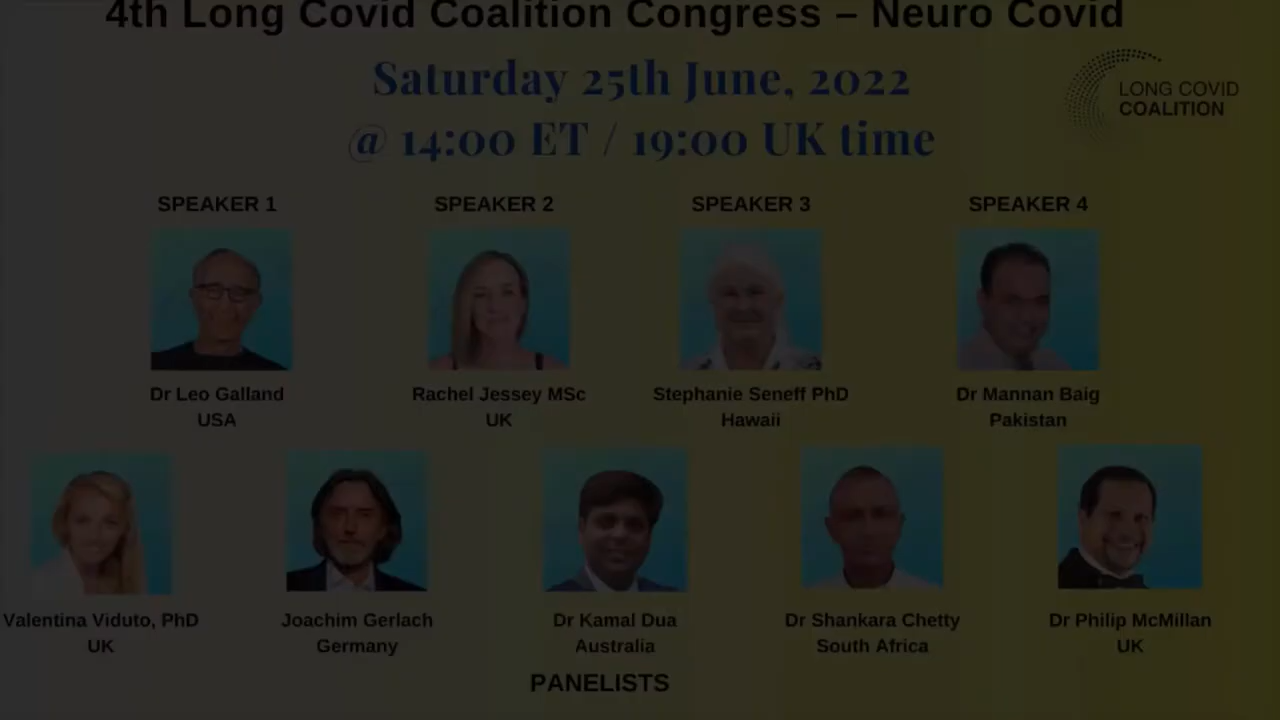 4th Long Covid Coalition Congress – Neuro Covid
Saturday 25th June, 2022
@ 14:00 ET / 19:00 UK time
LONG COVID
COALITION
SPEAKER 1
SPEAKER 2
SPEAKER 3
SPEAKER 4
Dr Leo Galland
USA
Rachel Jessey MSc
UK
Stephanie Seneff PhD
Hawaii
Dr Mannan Baig
Pakistan
Valentina Viduto, PhD
UK
Joachim Gerlach
Germany
Dr Kamal Dua
Australia
Dr Shankara Chetty
South Africa
Dr Philip McMillan
UK
PANELISTS